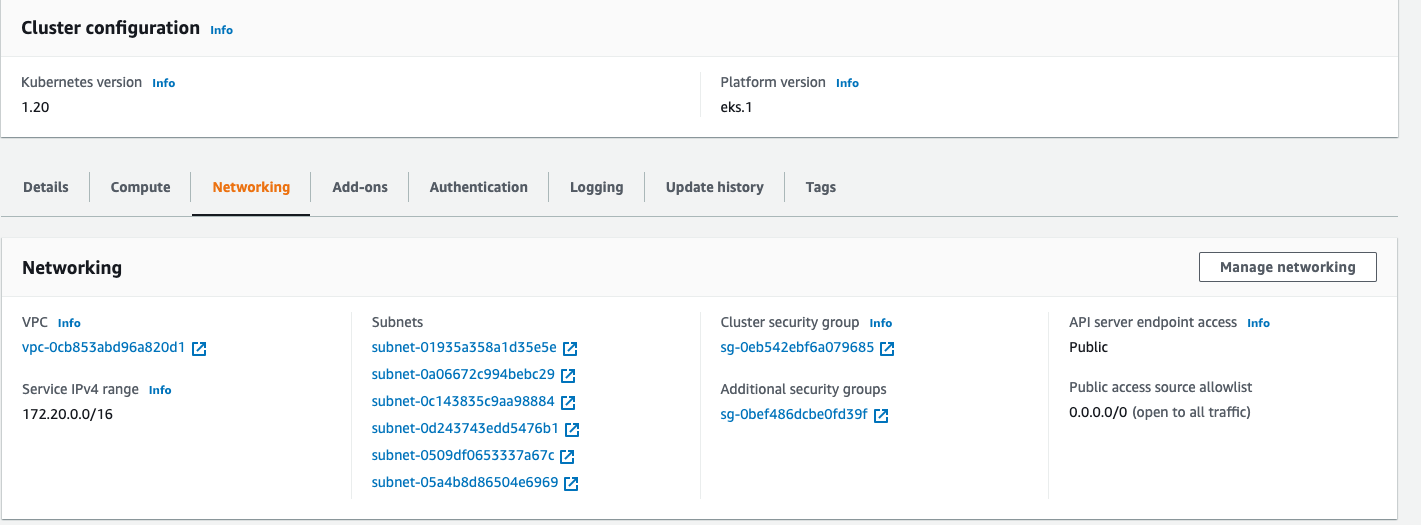 Cluster configuration Info
Kubernetes version Info
1.20
Platform version Info
eks.1
Details Compute Networking Add-ons Authentication Logging Update history Tags
Networking
Manage networking
VPC Info
vpc-0cb853abd96a820d1
Service IPv4 range Info
172.20.0.0/16
Subnets
subnet-01935a358a1d35e5e
subnet-0a06672c994bebc29
subnet-0c143835c9aa98884
subnet-0d243743edd5476b1
subnet-0509df0653337a67c
subnet-05a4b8d86504e6969
Cluster security group Info
sg-0eb542ebf6a079685
Additional security groups
sg-0bef486dcbe0fd39f
API server endpoint access Info
Public
Public access source allowlist
0.0.0.0/0 (open to all traffic)